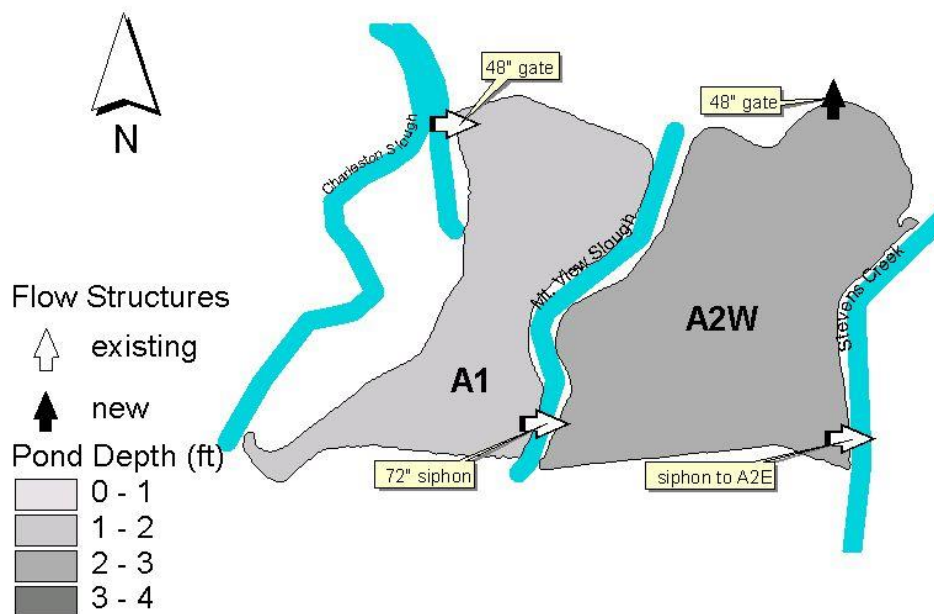 N
48" gate
48" gate
Charleston Slough
Mt. View Slough
Stevens Creek
A1
A2W
72" siphon
siphon to A2E
Flow Structures
existing
new
Pond Depth (ft)
0 - 1
1 - 2
2 - 3
3 - 4